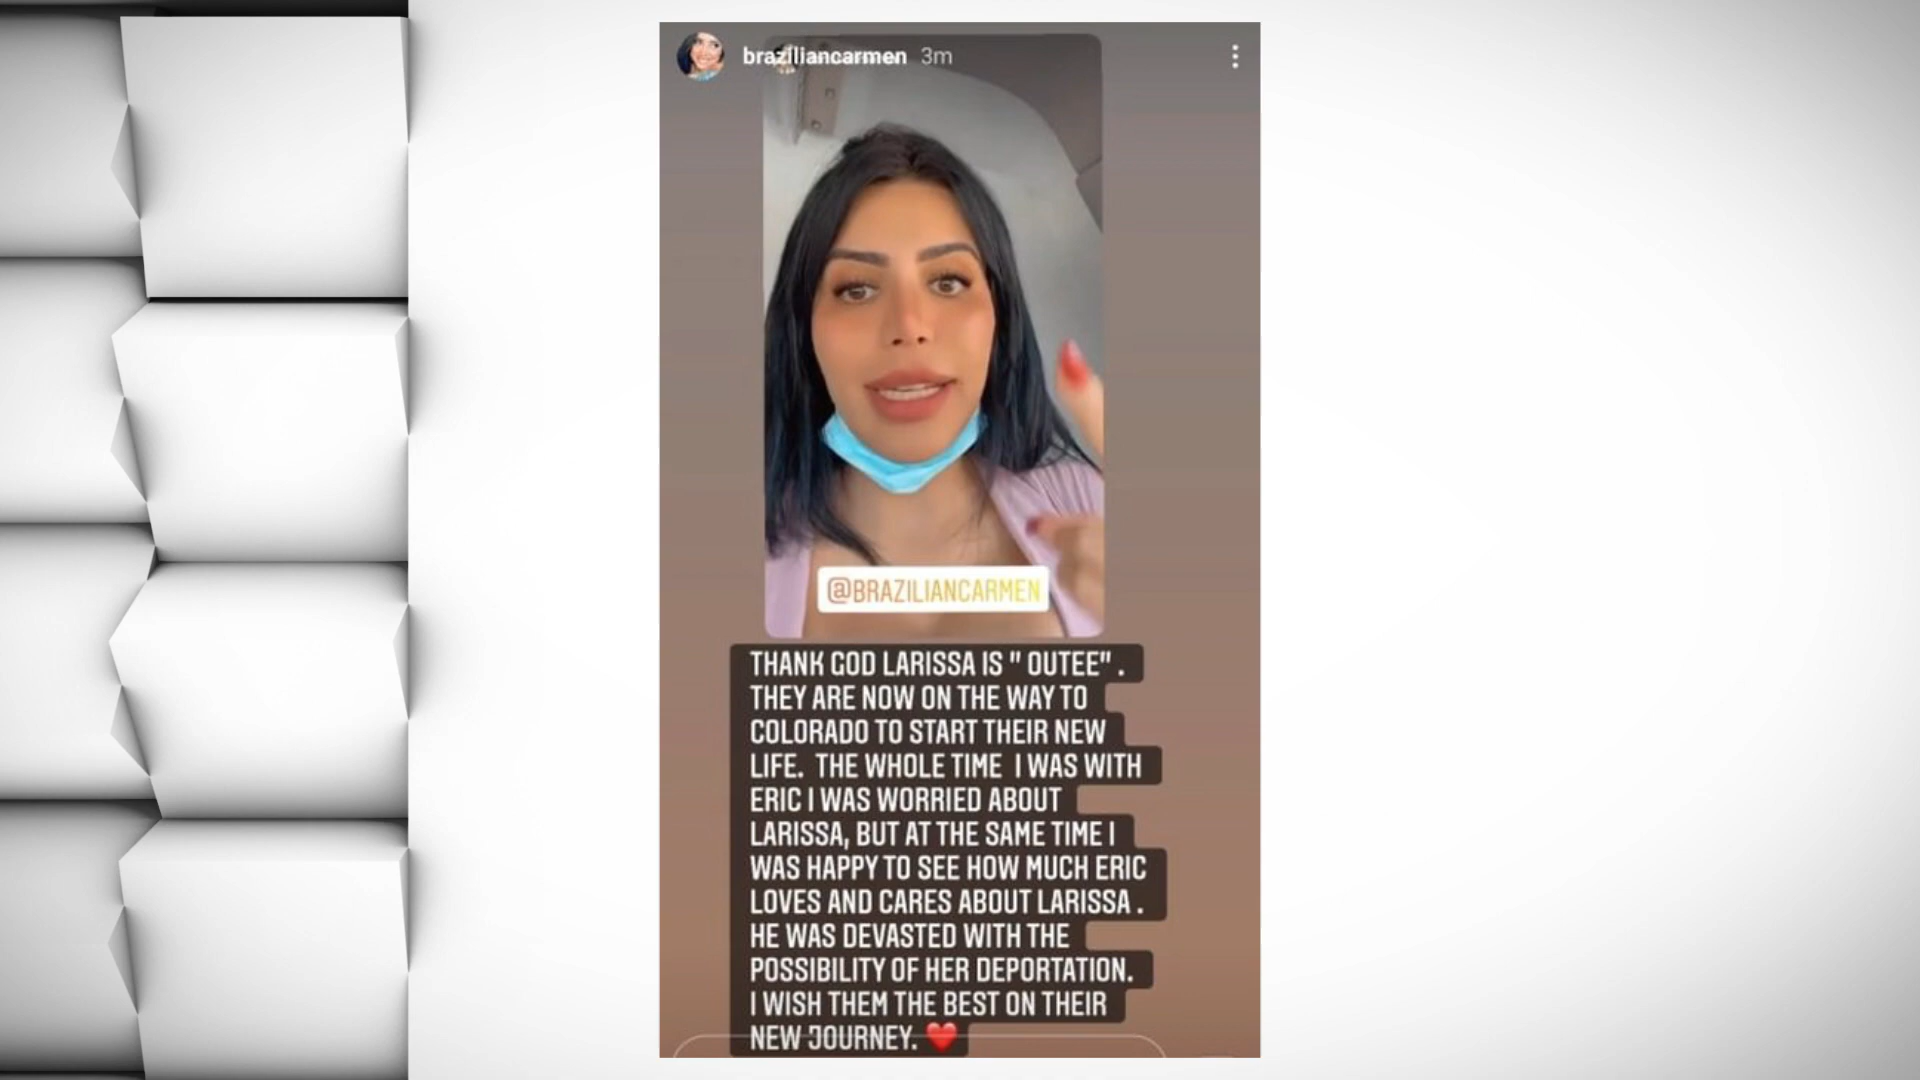 braziliancarmen 3m
@BRAZILIANCARMEN
THANK GOD LARISSA IS " OUTEE" .
THEY ARE NOW ON THE WAY TO
COLORADO TO START THEIR NEW
LIFE. THE WHOLE TIME I WAS WITH
ERIC I WAS WORRIED ABOUT
LARISSA, BUT AT THE SAME TIME I
WAS HAPPY TO SEE HOW MUCH ERIC
LOVES AND CARES ABOUT LARISSA .
HE WAS DEVASTED WITH THE
POSSIBILITY OF HER DEPORTATION.
I WISH THEM THE BEST ON THEIR
NEW JOURNEY. ❤️